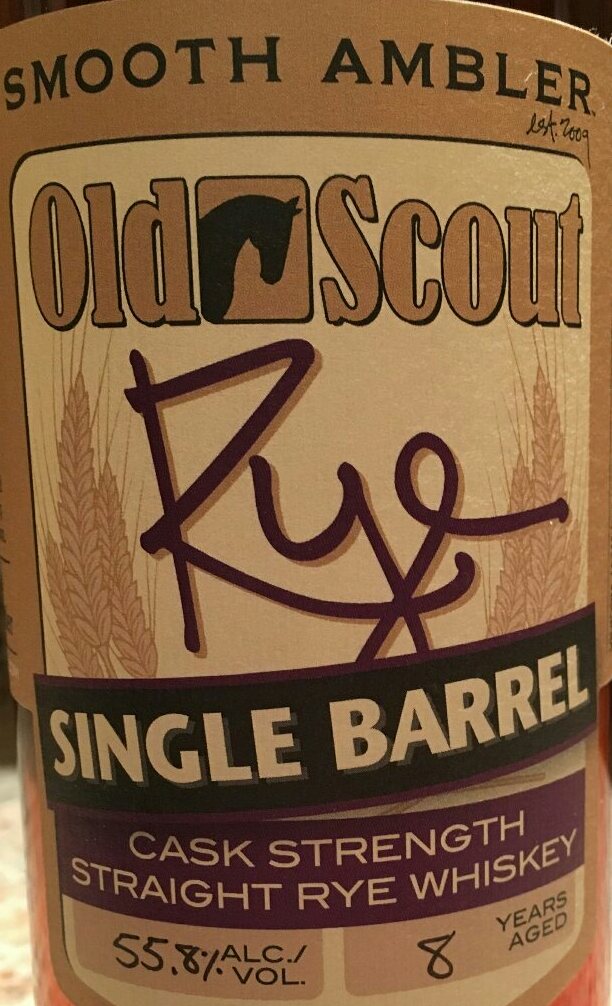 SMOOTH AMBLER
est. 2009
Old Scout
Rye
SINGLE BARREL
CASK STRENGTH
STRAIGHT RYE WHISKEY
55.8% ALC./VOL.
8 YEARS AGED